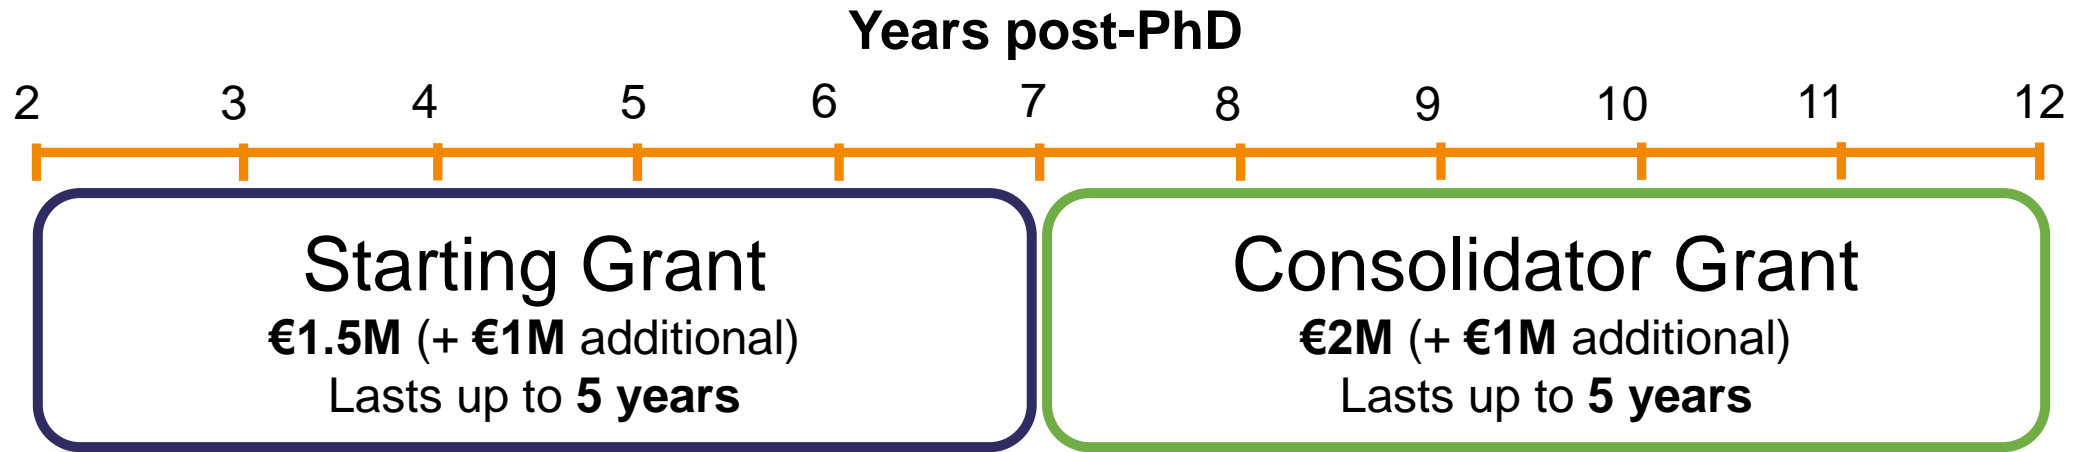 Years post-PhD
2 3 4 5 6 7 8 9 10 11 12
Starting Grant
€1.5M (+ €1M additional)
Lasts up to 5 years
Consolidator Grant
€2M (+ €1M additional)
Lasts up to 5 years